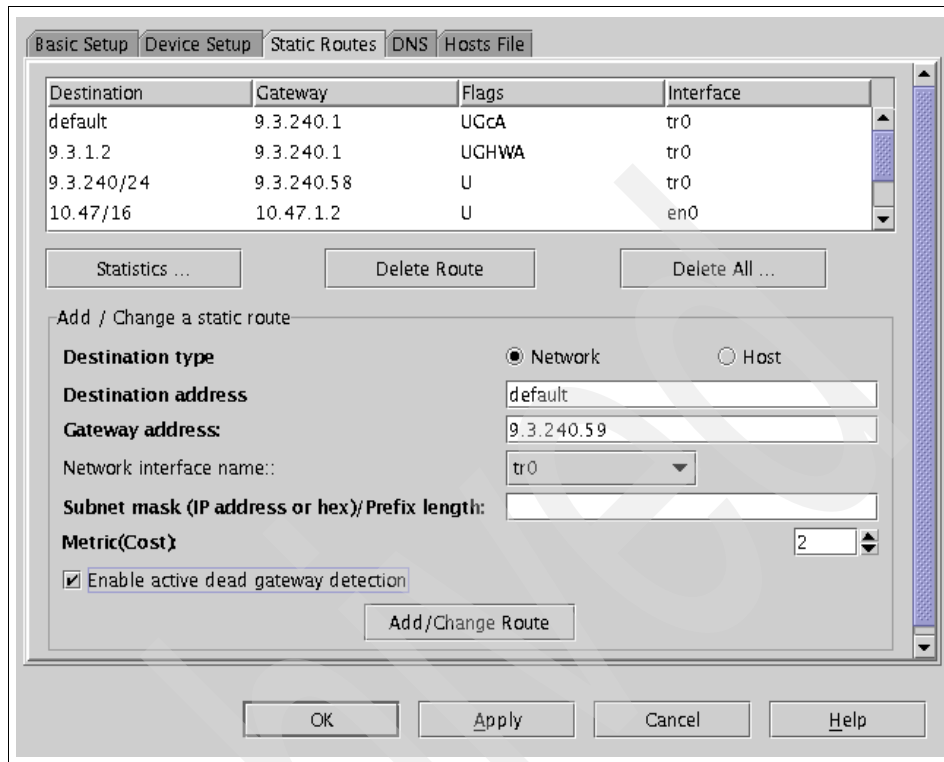 Basic Setup Device Setup Static Routes DNS Hosts File
Destination Gateway Flags Interface
default 9.3.240.1 UGcA tr0
9.3.1.2 9.3.240.1 UGHWA tr0
9.3.240/24 9.3.240.58 U tr0
10.47/16 10.47.1.2 U en0
Statistics ... Delete Route Delete All ...
Add / Change a static route
Destination type Network Host
Destination address default
Gateway address: 9.3.240.59
Network interface name:: tr0
Subnet mask (IP address or hex)/Prefix length:
Metric(Cost): 2
Enable active dead gateway detection
Add/Change Route
OK Apply Cancel Help